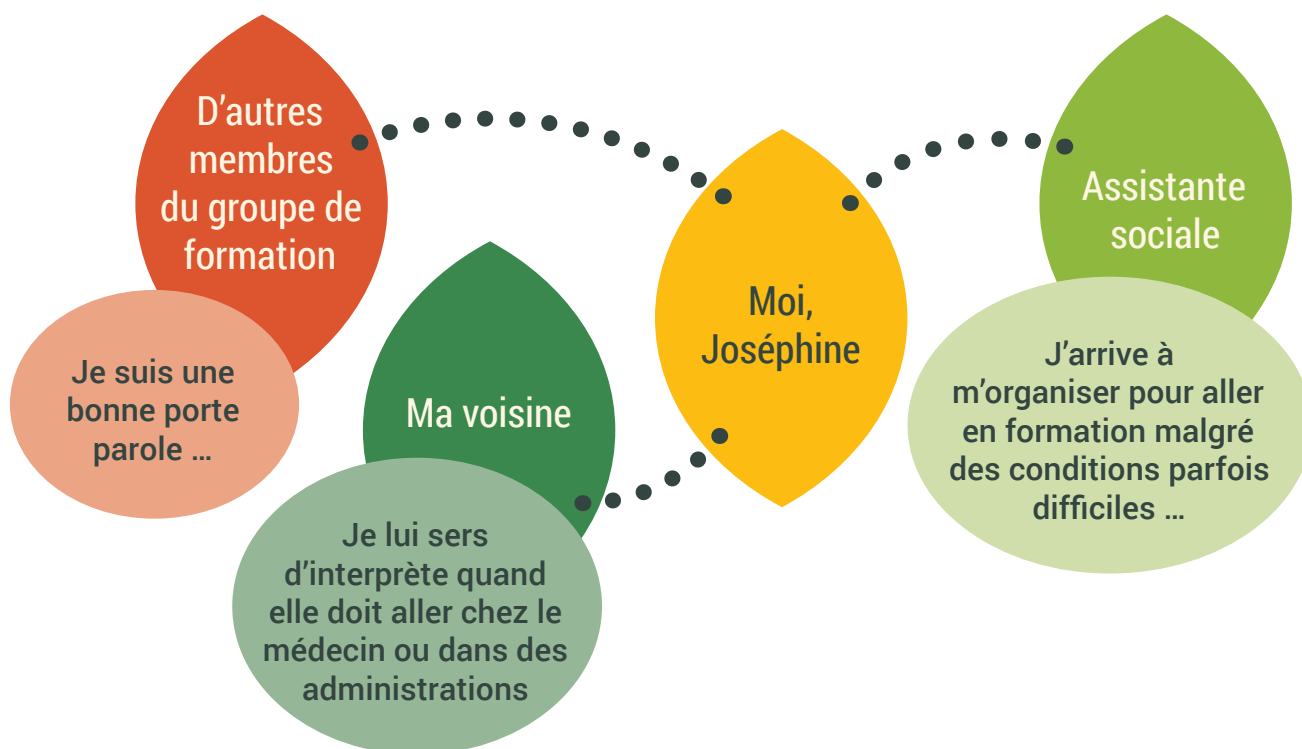 D'autres
membres
du groupe de
formation
Je suis une
bonne porte
parole ...
Ma voisine
Je lui sers
d'interprète quand
elle doit aller chez le
médecin ou dans des
administrations
Moi,
Joséphine
Assistante
sociale
J'arrive à
m'organiser pour aller
en formation malgré
des conditions parfois
difficiles ...